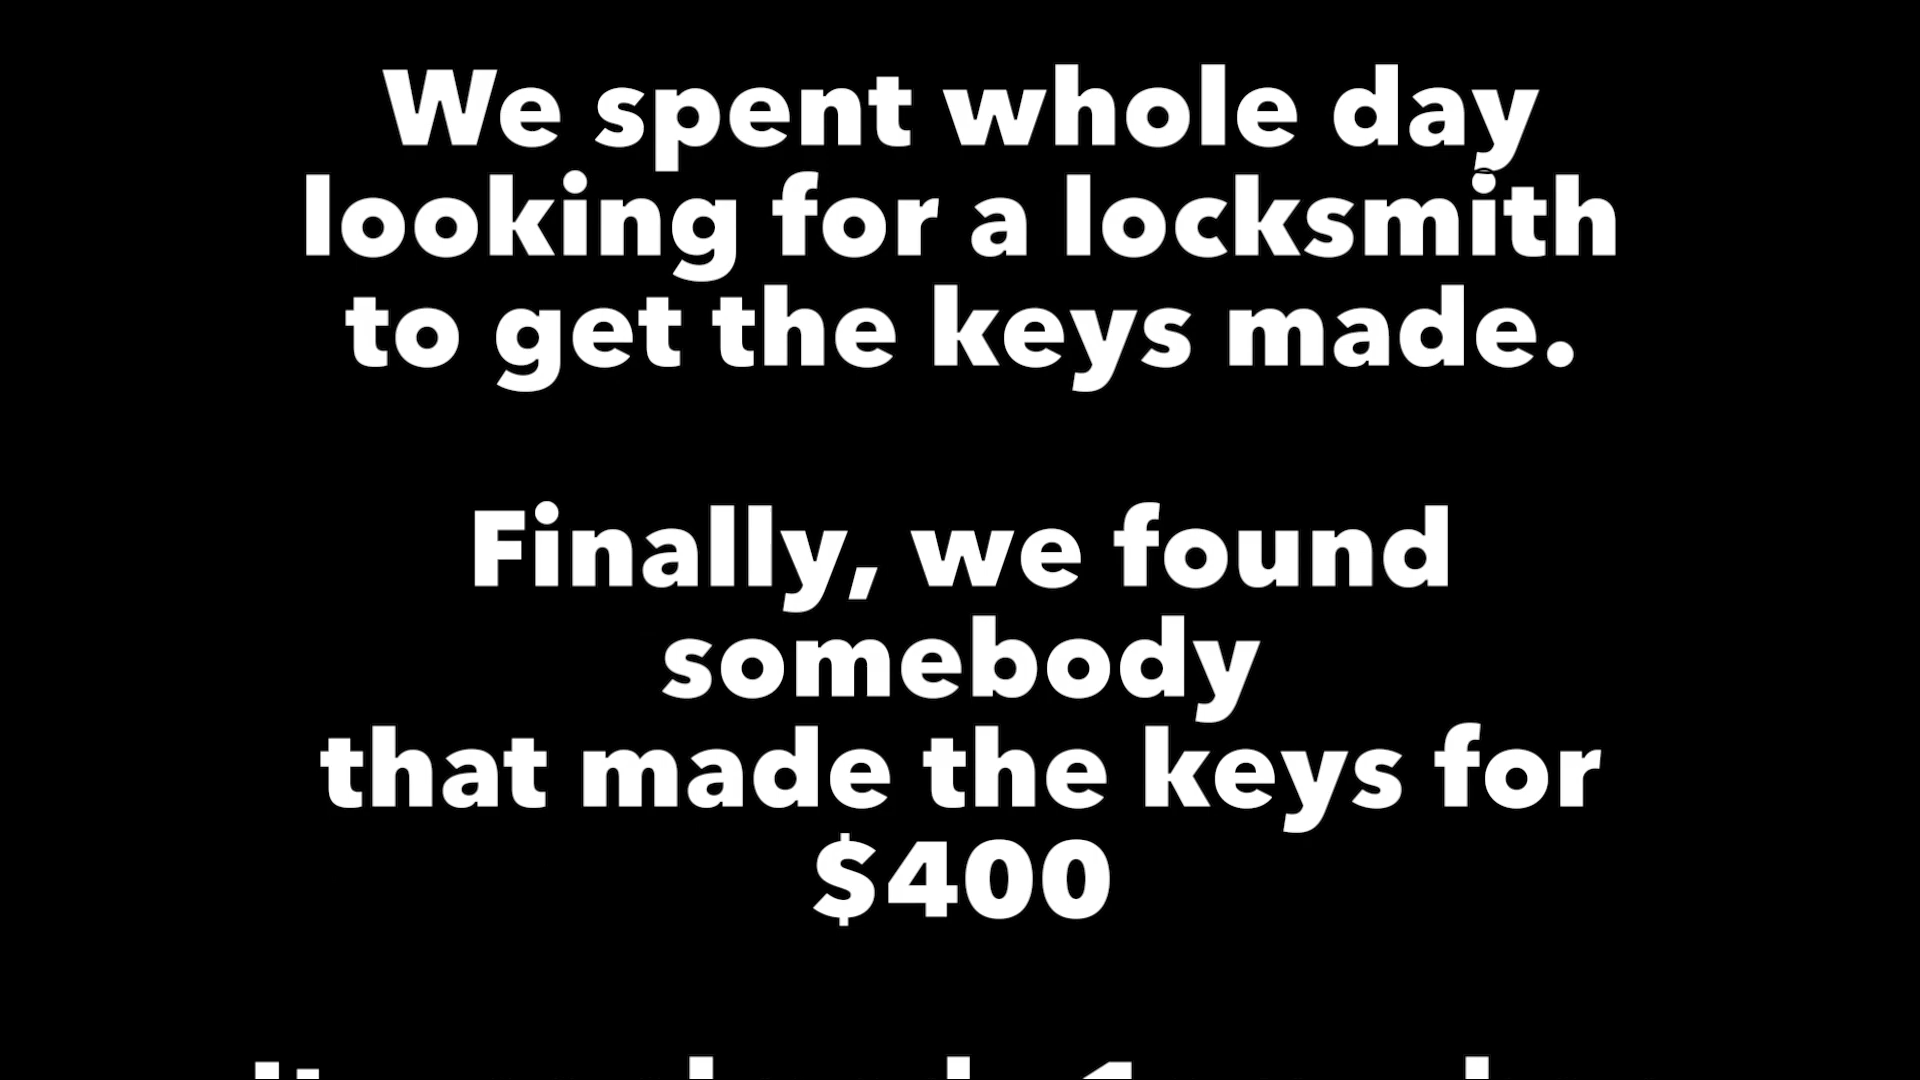 We spent whole day
looking for a locksmith
to get the keys made.
Finally, we found
somebody
that made the keys for
$400